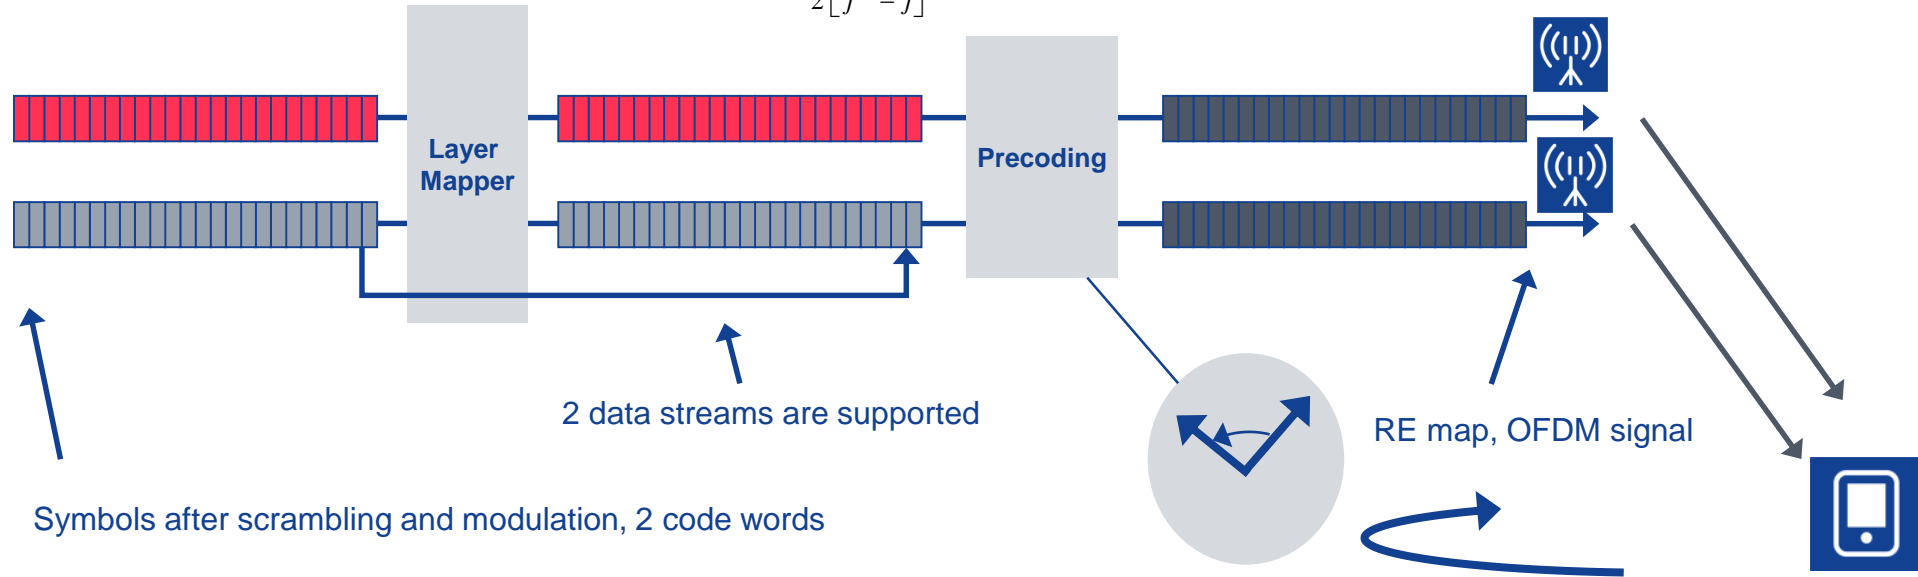 2[j -j]
Layer
Mapper
Precoding
2 data streams are supported
RE map, OFDM signal
Symbols after scrambling and modulation, 2 code words